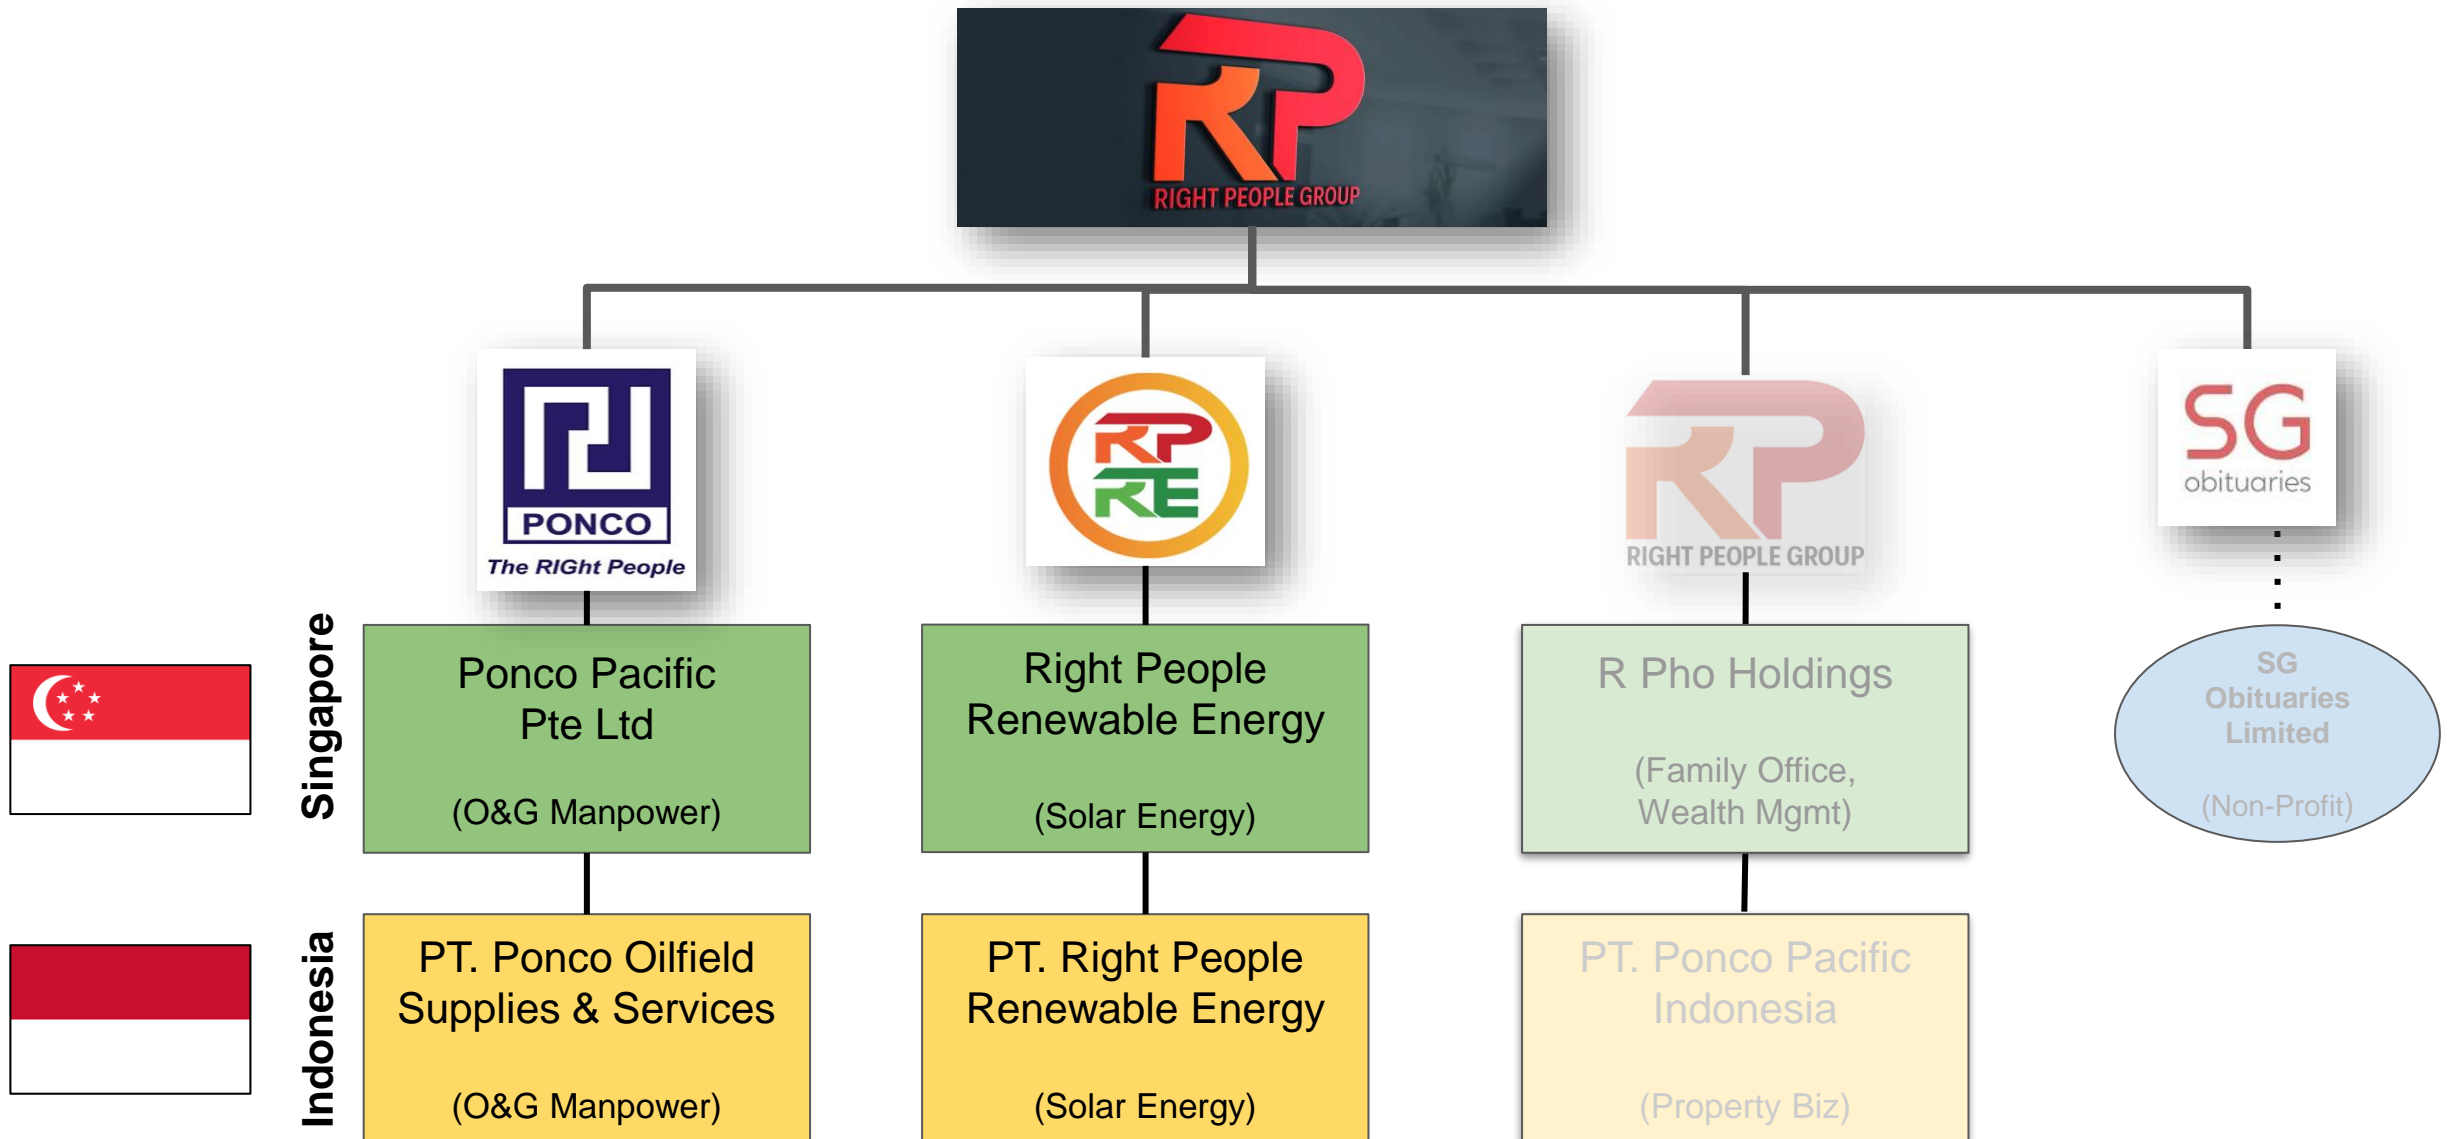 RP
RIGHT PEOPLE GROUP
PONCO
The RIGht People
RP
RE
RP
RIGHT PEOPLE GROUP
SG
obituaries
Singapore
Ponco Pacific
Pte Ltd
(O&G Manpower)
Right People
Renewable Energy
(Solar Energy)
R Pho Holdings
(Family Office,
Wealth Mgmt)
SG
Obituaries
Limited
(Non-Profit)
Indonesia
PT. Ponco Oilfield
Supplies & Services
(O&G Manpower)
PT. Right People
Renewable Energy
(Solar Energy)
PT. Ponco Pacific
Indonesia
(Property Biz)